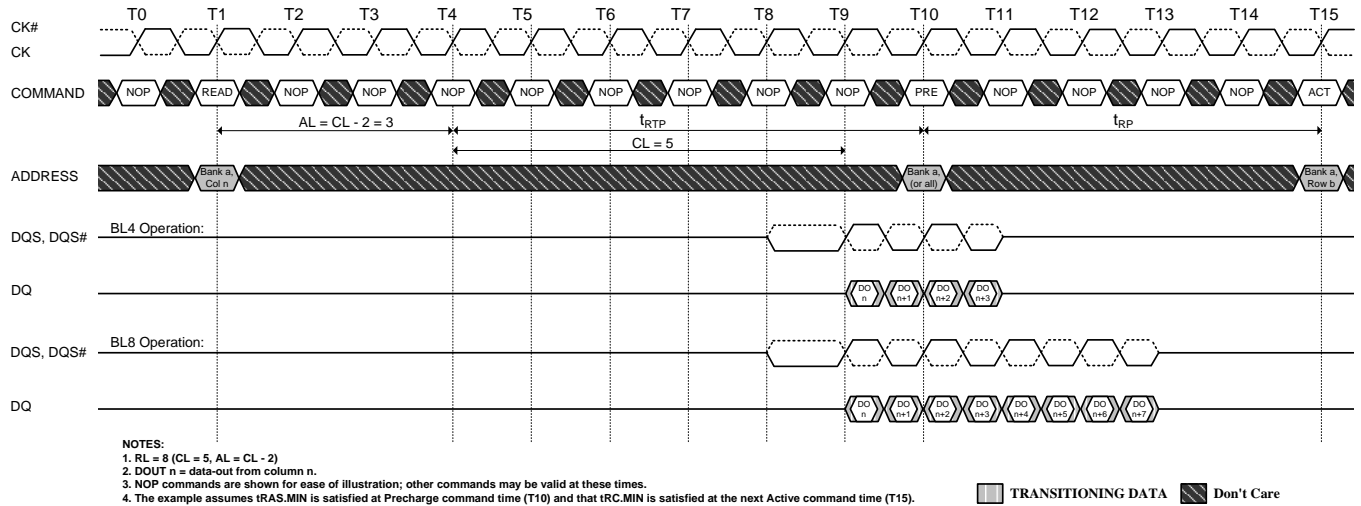 T0 T1 T2 T3 T4 T5 T6 T7 T8 T9 T10 T11 T12 T13 T14 T15
CK#
CK
COMMAND NOP READ NOP NOP NOP NOP NOP NOP NOP NOP PRE NOP NOP NOP NOP ACT
AL = CL - 2 = 3 tRTP tRP
CL = 5
ADDRESS Bank a, Col n Bank a, (or all) Bank a, Row b
BL4 Operation:
DQS, DQS#
DQ DO n DO n+1 DO n+2 DO n+3
BL8 Operation:
DQS, DQS#
DQ DO n DO n+1 DO n+2 DO n+3 DO n+4 DO n+5 DO n+6 DO n+7
NOTES:
1. RL = 8 (CL = 5, AL = CL - 2)
2. DOUT n = data-out from column n.
3. NOP commands are shown for ease of illustration; other commands may be valid at these times.
4. The example assumes tRAS.MIN is satisfied at Precharge command time (T10) and that tRC.MIN is satisfied at the next Active command time (T15).
TRANSITIONING DATA Don't Care